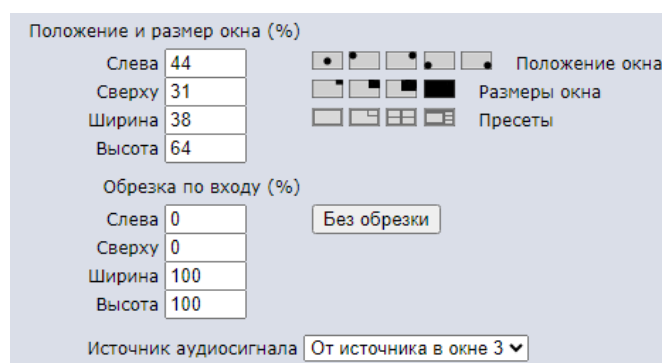 Положение и размер окна (%)
Слева 44 Положение окна
Сверху 31 Размеры окна
Ширина 38 Пресеты
Высота 64
Обрезка по входу (%)
Слева 0 Без обрезки
Сверху 0
Ширина 100
Высота 100
Источник аудиосигнала От источника в окне 3